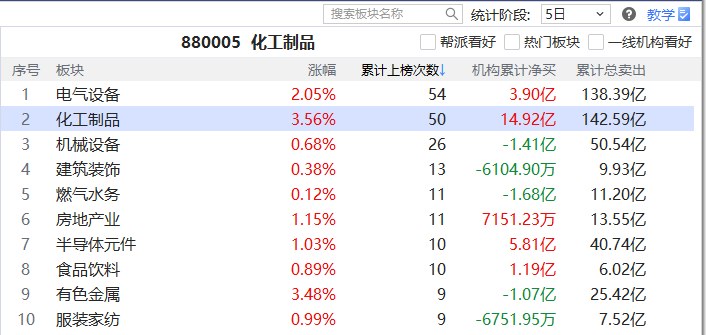 搜索板块名称 统计阶段: 5日 ? 教学
880005 化工制品 帮派看好 热门板块 一线机构看好
序号 板块 涨幅 累计上榜次数↓ 机构累计净买 累计总卖出
1 电气设备 2.05% 54 3.90亿 138.39亿
2 化工制品 3.56% 50 14.92亿 142.59亿
3 机械设备 0.68% 26 -1.41亿 50.54亿
4 建筑装饰 0.38% 13 -6104.90万 9.93亿
5 燃气水务 0.12% 11 -1.68亿 11.20亿
6 房地产业 1.15% 11 7151.23万 13.55亿
7 半导体元件 1.03% 10 5.81亿 40.74亿
8 食品饮料 0.89% 10 1.19亿 6.02亿
9 有色金属 3.48% 9 -1.07亿 25.42亿
10 服装家纺 0.99% 9 -6751.95万 7.52亿